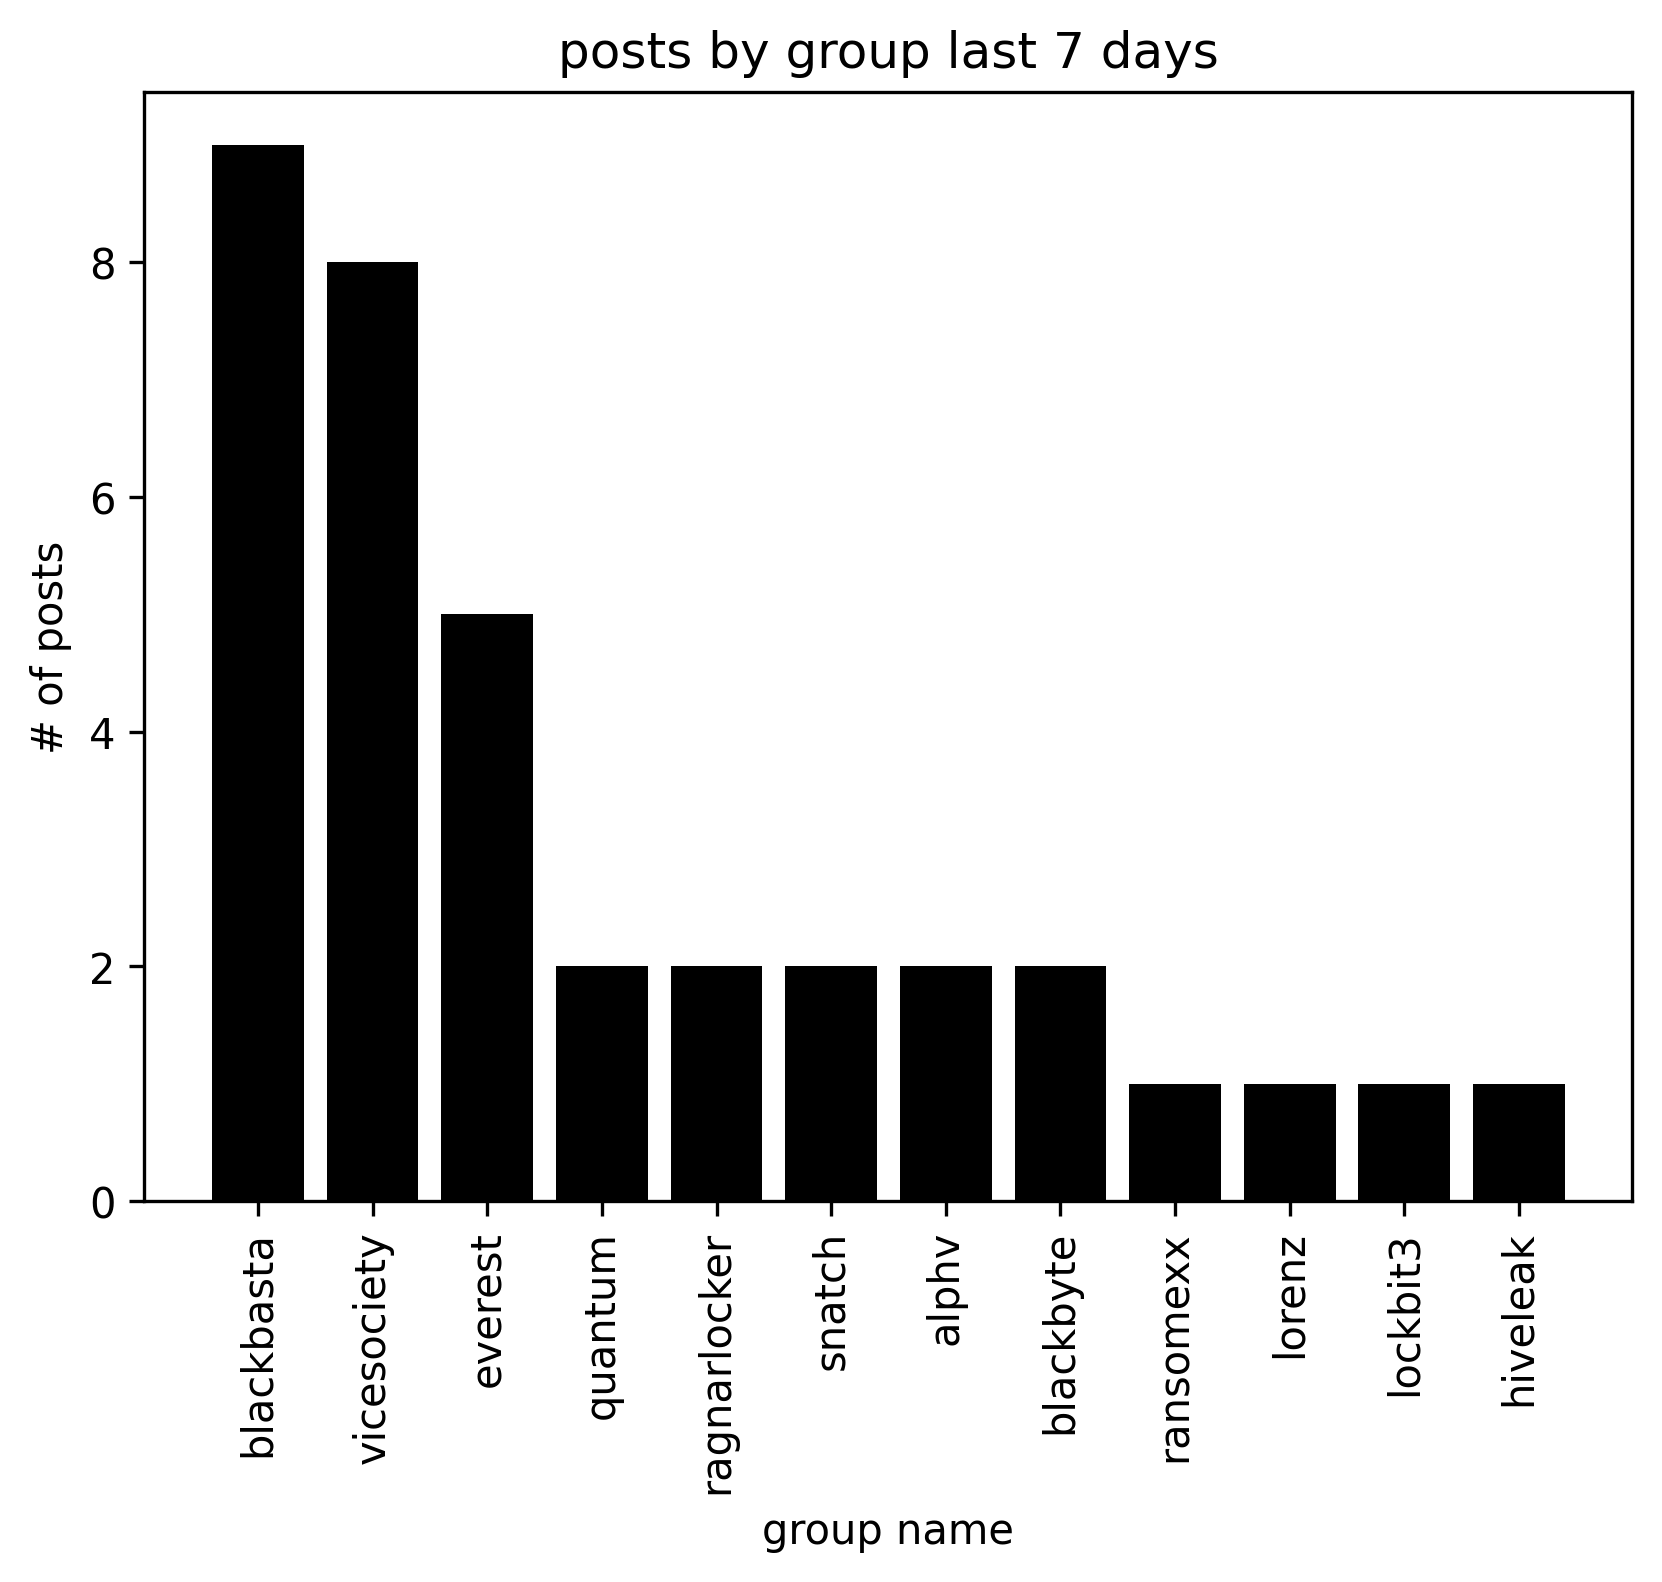 posts by group last 7 days
# of posts
8
6
4
2
0
blackbasta
vicesociety
everest
quantum
ragnarlocker
snatch
alphv
blackbyte
ransomexx
lorenz
lockbit3
hiveleak
group name